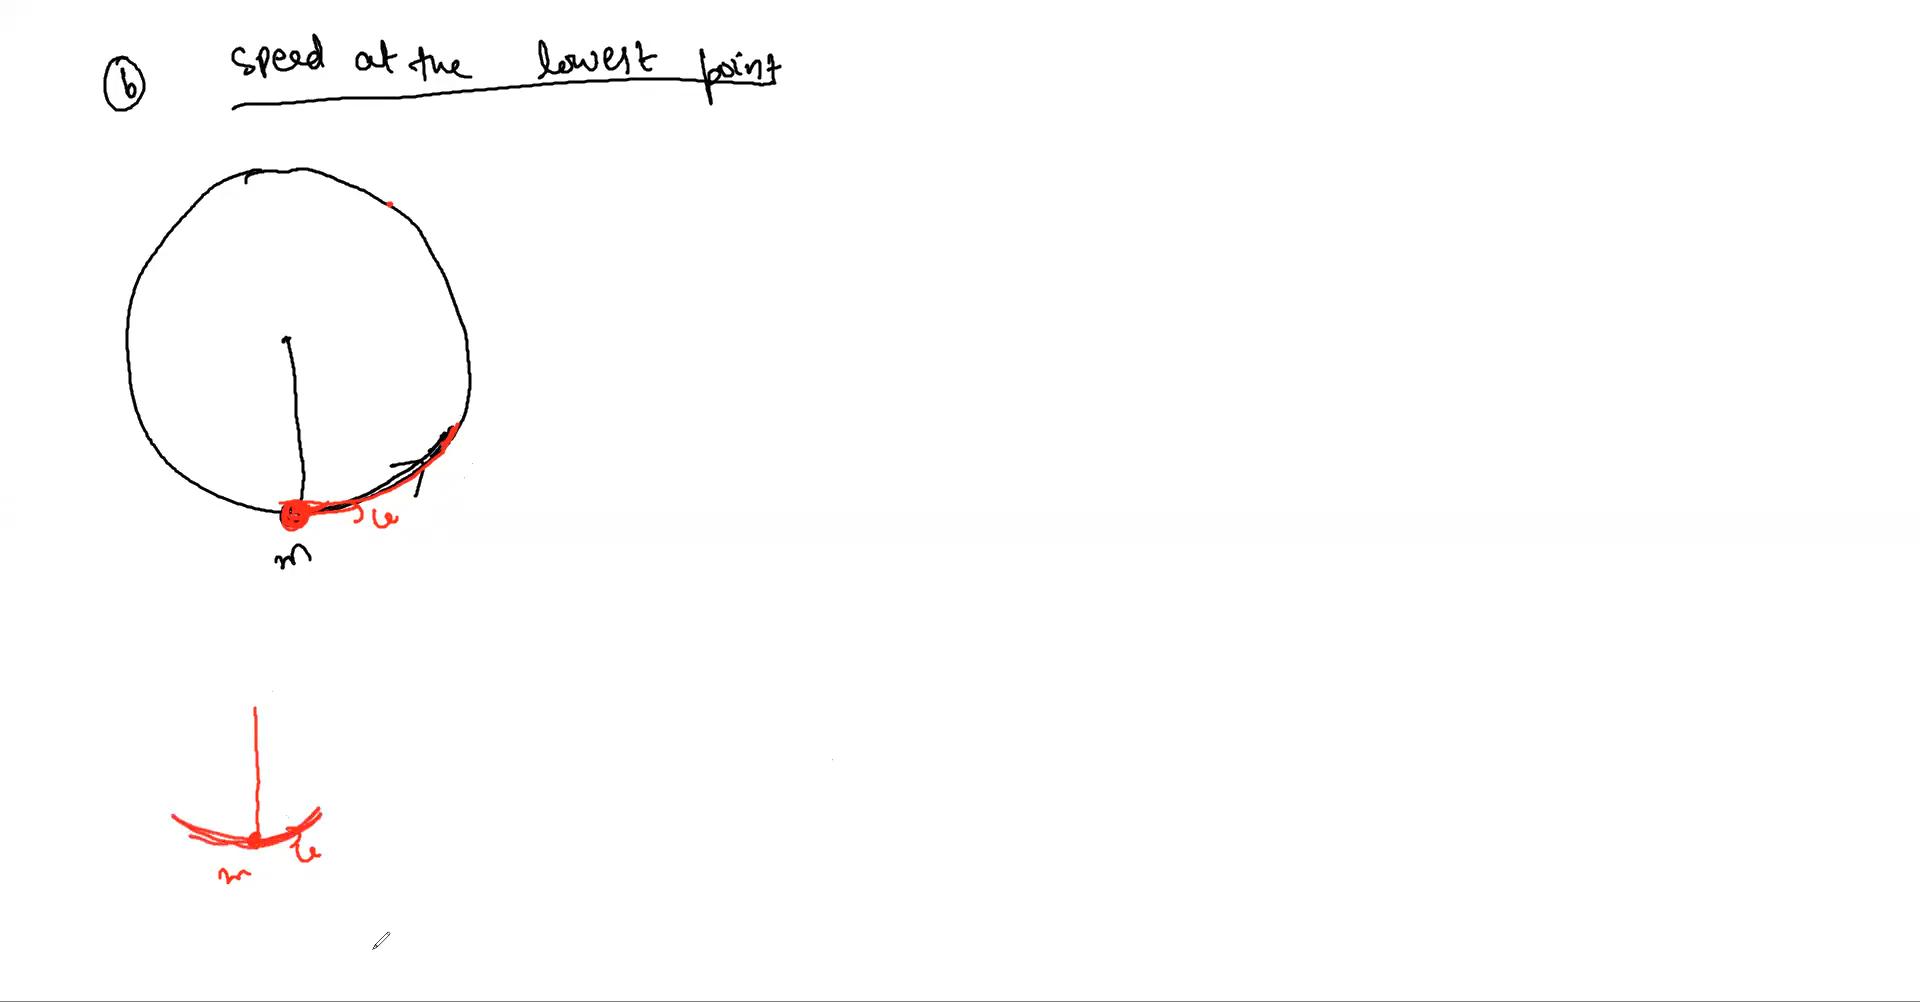 b speed at the lowest point
m
m